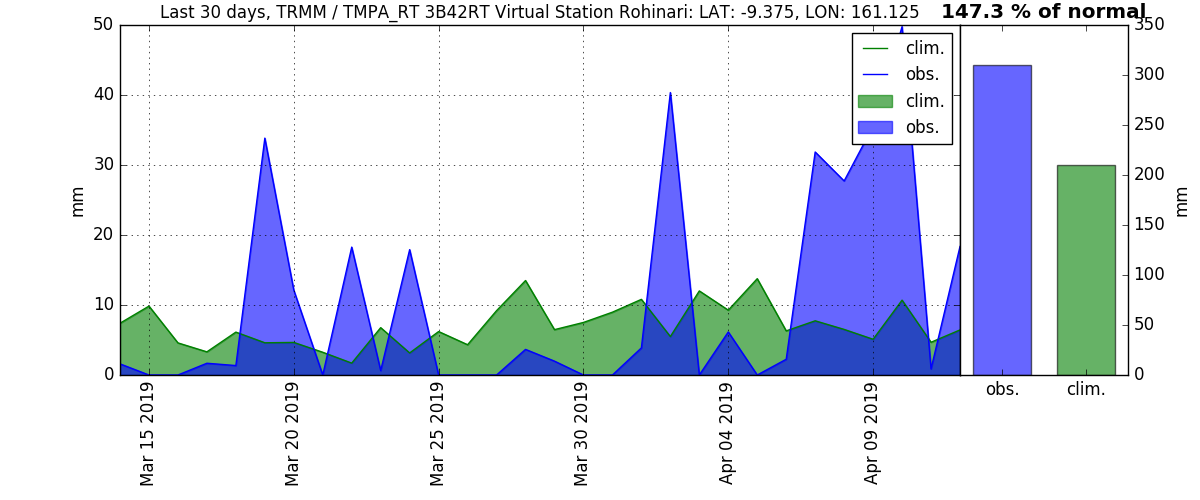 Last 30 days, TRMM / TMPA_RT 3B42RT Virtual Station Rohinari: LAT: -9.375, LON: 161.125
147.3 % of normal
50
40
30
20
10
0
mm
clim.
obs.
clim.
obs.
350
300
250
200
150
100
50
0
mm
obs.
clim.
Mar 15 2019
Mar 20 2019
Mar 25 2019
Mar 30 2019
Apr 04 2019
Apr 09 2019